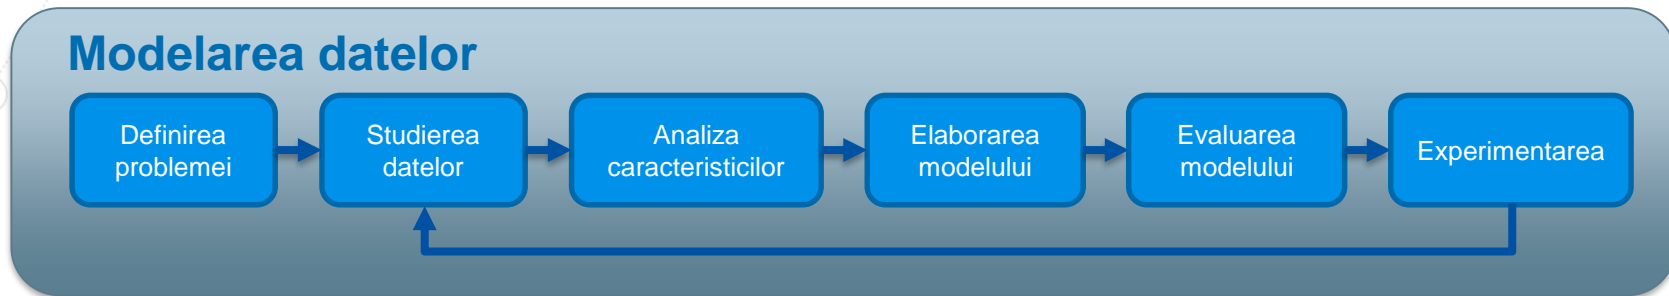 Modelarea datelor
Definirea
problemei
Studierea
datelor
Analiza
caracteristicilor
Elaborarea
modelului
Evaluarea
modelului
Experimentarea